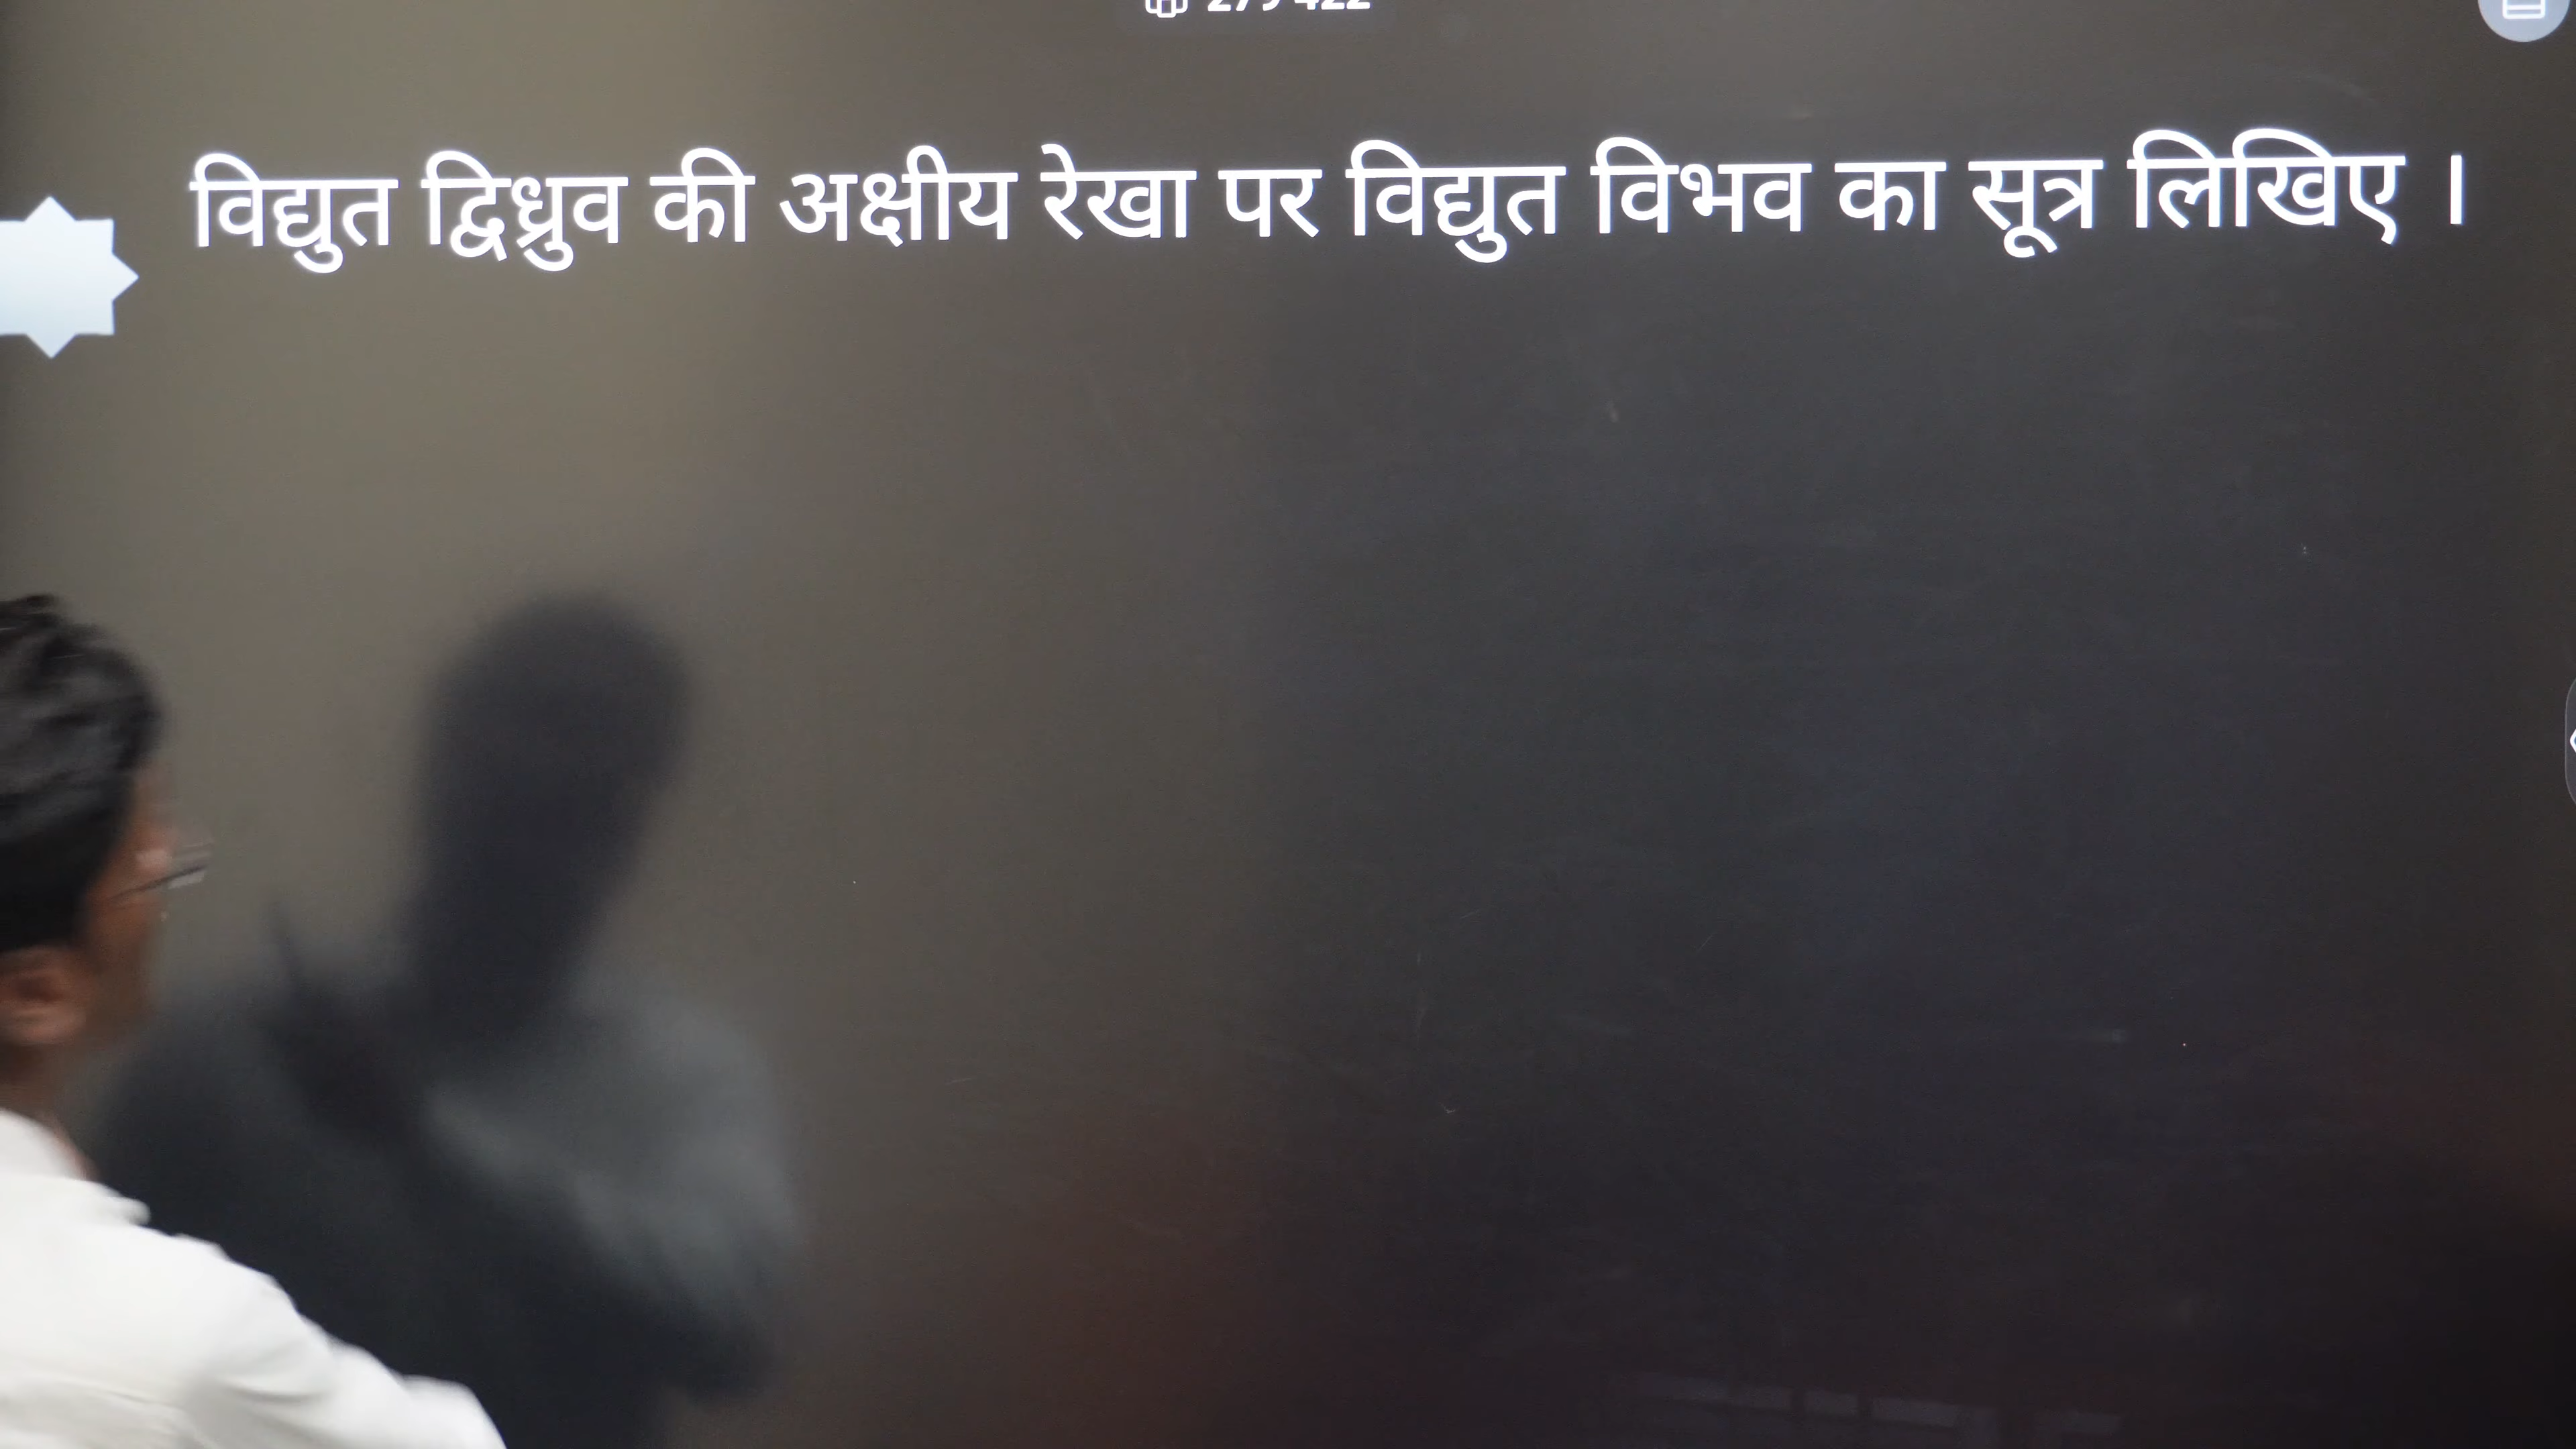 विद्युत द्विध्रुव की अक्षीय रेखा पर विद्युत विभव का सूत्र लिखिए ।